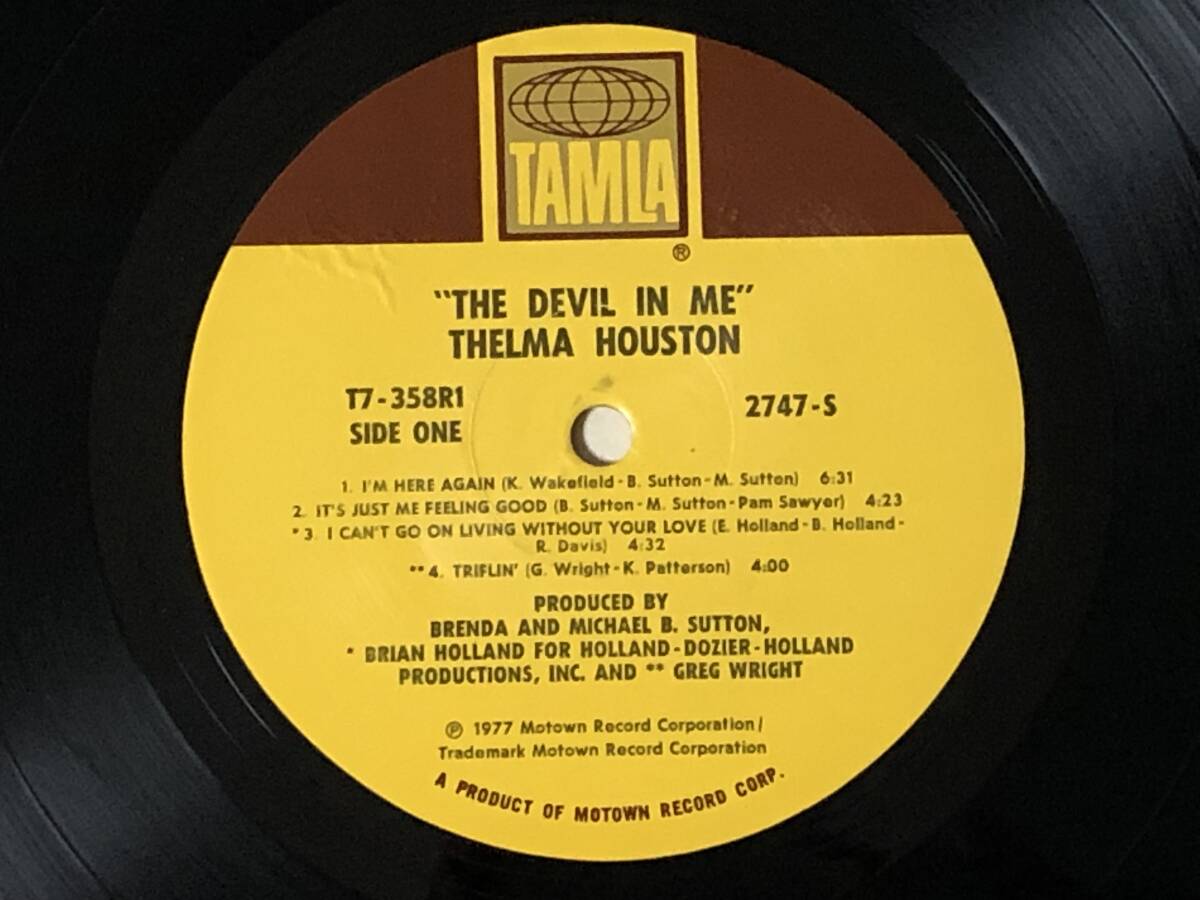 TAMLA
®
"THE DEVIL IN ME"
THELMA HOUSTON
T7-358R1
SIDE ONE
2747-S
1. I'M HERE AGAIN (K. Wakefield-B. Sutton-M. Sutton) 6:31
2. IT'S JUST ME FEELING GOOD (B. Sutton-M. Sutton-Pam Sawyer) 4:23
*3. I CAN'T GO ON LIVING WITHOUT YOUR LOVE (E. Holland-B. Holland-
R. Davis) 4:32
**4. TRIFLIN' (G. Wright-K. Patterson) 4:00
PRODUCED BY
BRENDA AND MICHAEL B. SUTTON,
* BRIAN HOLLAND FOR HOLLAND-DOZIER-HOLLAND
PRODUCTIONS, INC. AND ** GREG WRIGHT
℗ 1977 Motown Record Corporation/
Trademark Motown Record Corporation
A PRODUCT OF MOTOWN RECORD CORP.